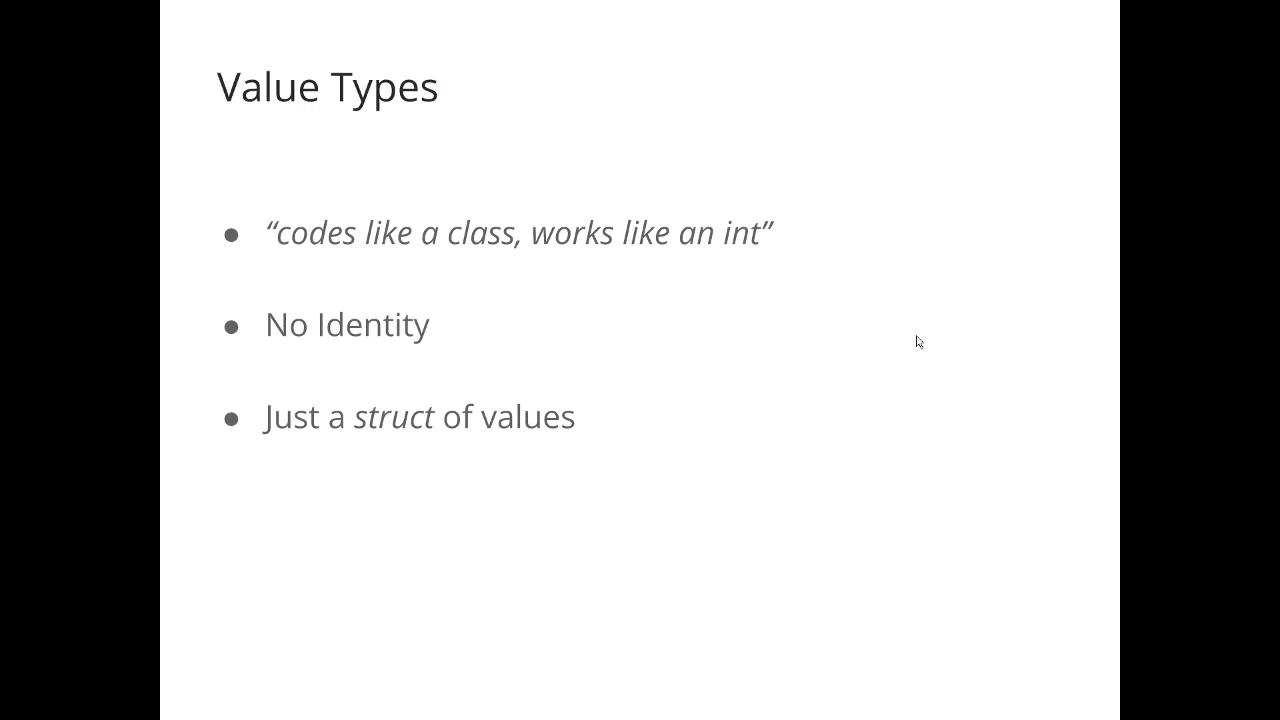 Value Types
● “codes like a class, works like an int”
● No Identity
● Just a struct of values